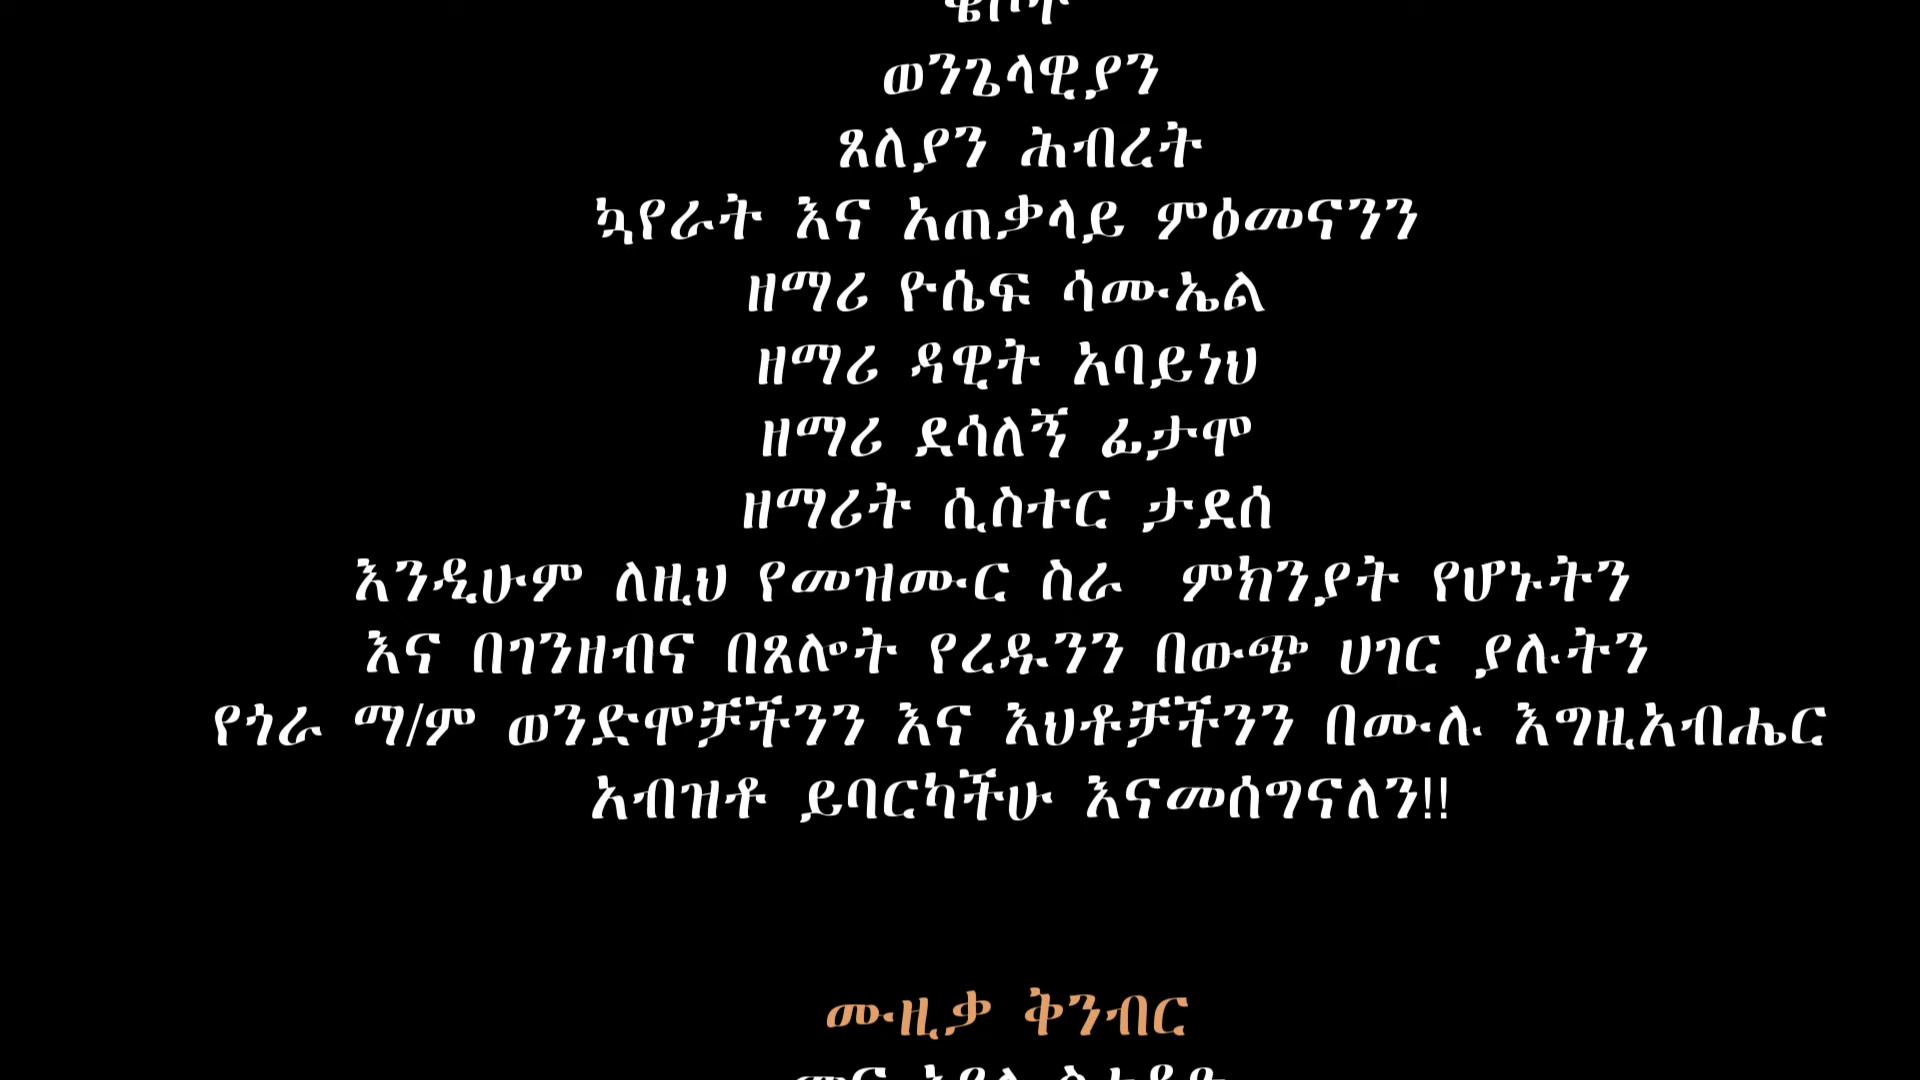 ወንጌላዊያን
ጸለያን ሕብረት
ኳየራት እና አጠቃላይ ምዕመናንን
ዘማሪ ዮሴፍ ሳሙኤል
ዘማሪ ዳዊት አባይነህ
ዘማሪ ደሳለኝ ፊታሞ
ዘማሪት ሲስተር ታደሰ
እንዲሁም ለዚህ የመዝሙር ስራ ምክንያት የሆኑትን
እና በገንዘብና በጸሎት የረዱንን በውጭ ሀገር ያሉትን
የጎራ ማ/ም ወንድሞቻችንን እና እህቶቻችንን በሙሉ እግዚአብሔር
አብዝቶ ይባርካችሁ እናመሰግናለን!!
ሙዚቃ ቅንብር